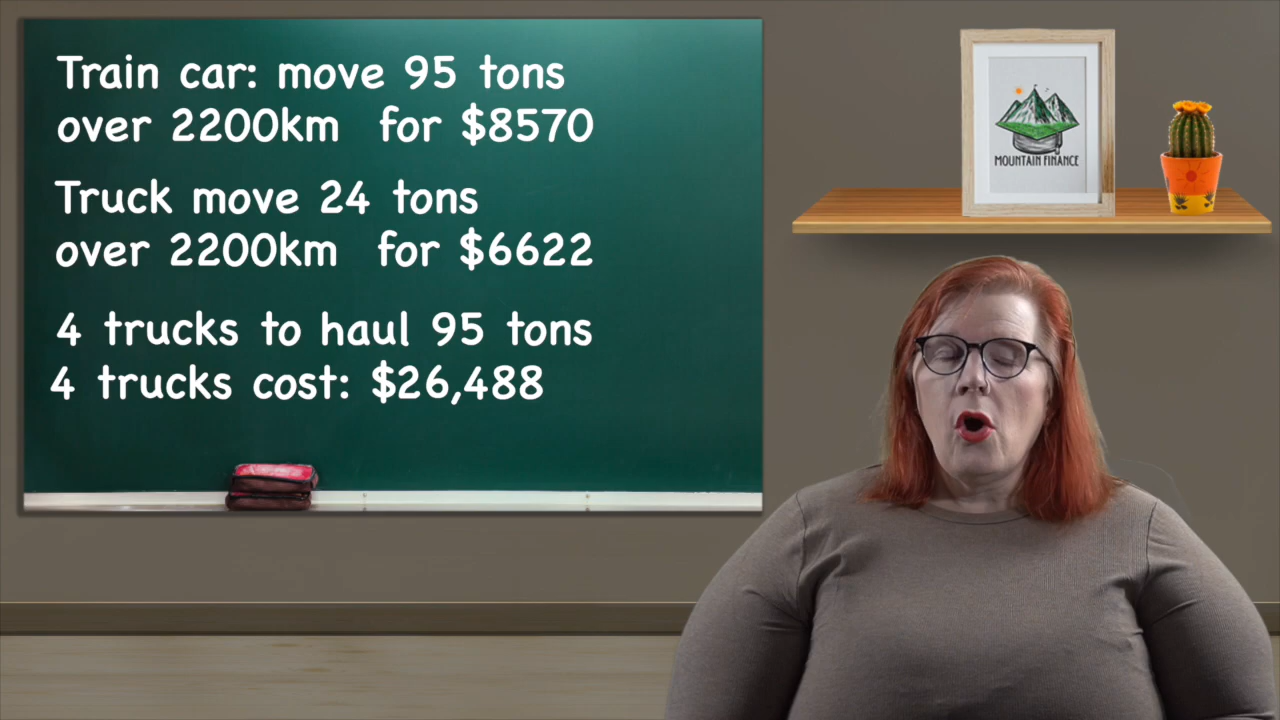 Train car: move 95 tons
over 2200km for $8570
Truck move 24 tons
over 2200km for $6622
4 trucks to haul 95 tons
4 trucks cost: $26,488
MOUNTAIN FINANCE